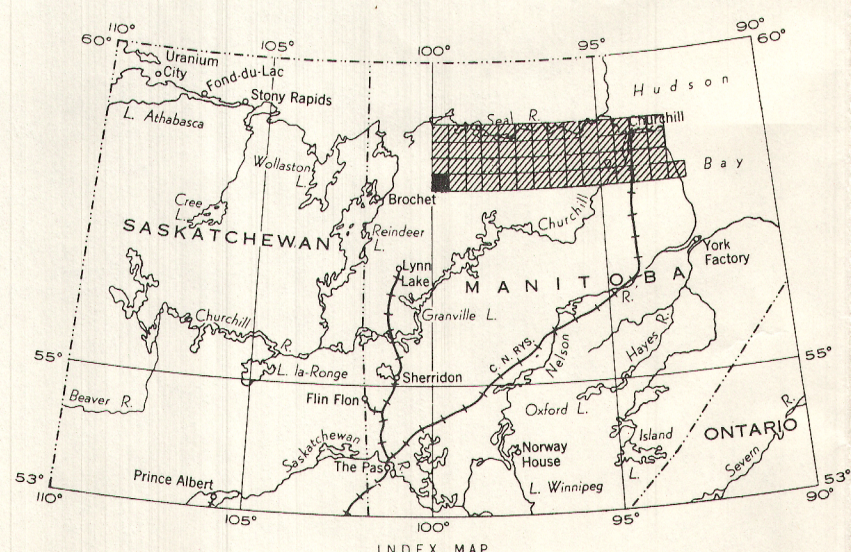 110°
60°
105°
100°
95°
90°
60°
Uranium
City
Fond-du-Lac
Stony Rapids
L. Athabasca
Hudson
Seal R.
Churchill
Wollaston
L.
Bay
Cree
L.
Brochet
SASKATCHEWAN
Reindeer
L.
Churchill
York
Factory
Lynn
Lake
MANITOBA
R.
Granville L.
Churchill
R.
C.N. RYS.
Nelson
Hayes R.
55°
55°
L. la-Ronge
Sherridon
Beaver R.
Flin Flon
Oxford L.
Island
L.
ONTARIO
R.
Severn
Saskatchewan
R.
The Pas
Norway
House
Prince Albert
L. Winnipeg
53°
110°
105°
100°
95°
53°
90°
INDEX MAP